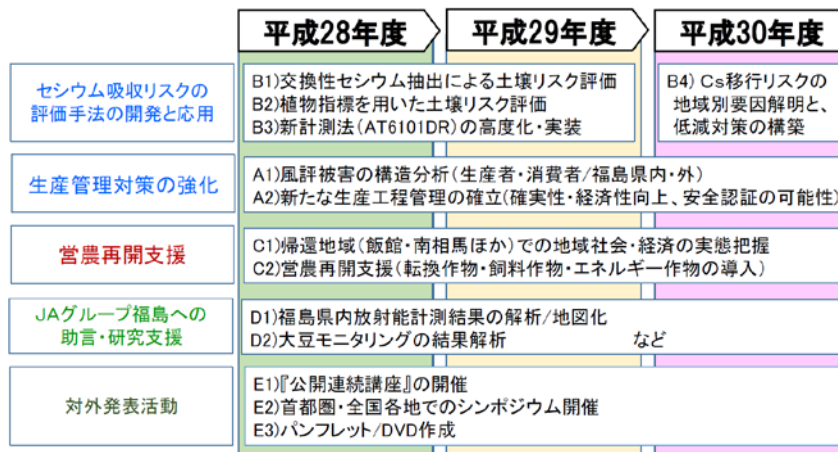 平成28年度
平成29年度
平成30年度
セシウム吸収リスクの
評価手法の開発と応用
B1)交換性セシウム抽出による土壌リスク評価
B2)植物指標を用いた土壌リスク評価
B3)新計測法(AT6101DR)の高度化・実装
B4) Cs移行リスクの
地域別要因解明と、
低減対策の構築
生産管理対策の強化
A1)風評被害の構造分析(生産者・消費者/福島県内・外)
A2)新たな生産工程管理の確立(確実性・経済性向上、安全認証の可能性)
営農再開支援
C1)帰還地域(飯館・南相馬ほか)での地域社会・経済の実態把握
C2)営農再開支援(転換作物・飼料作物・エネルギー作物の導入)
JAグループ福島への
助言・研究支援
D1)福島県内放射能計測結果の解析/地図化
D2)大豆モニタリングの結果解析 など
対外発表活動
E1)『公開連続講座』の開催
E2)首都圏・全国各地でのシンポジウム開催
E3)パンフレット/DVD作成